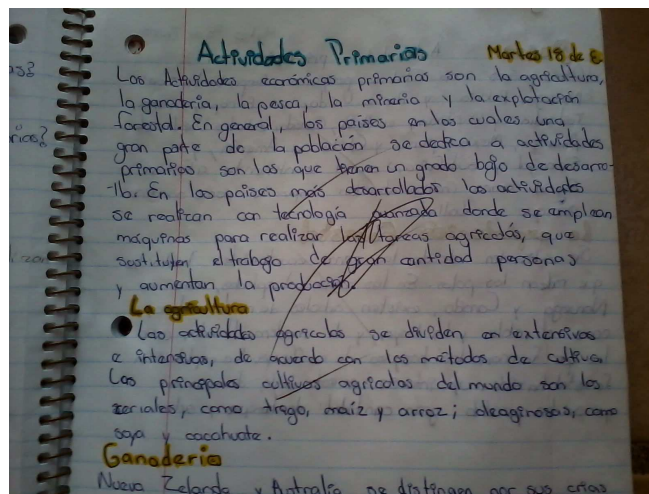 Actividades Primarias Martes 18 de
Las Actividades económicas primarias son la agricultura,
la ganadería, la pesca, la minería y la explotación
forestal. En general, los países en los cuales una
gran parte de la población se dedica a actividades
primarias son las que tienen un grado bajo de desarro-
-llo. En los países más desarrollados las actividades
se realizan con tecnología avanzada donde se emplean
máquinas para realizar las tareas agrícolas, que
sustituyen el trabajo de gran cantidad personas
y aumentan la producción.
La agricultura
Las actividades agrícolas se dividen en extensivas
e intensivas, de acuerdo con los métodos de cultivo
Los principales cultivos agrícolas del mundo son los
ceriales, como trigo, maíz y arroz; oleaginosas, como
soja y cacahuate.
Ganadería
Nueva Zelanda y se distinguen por sus crías